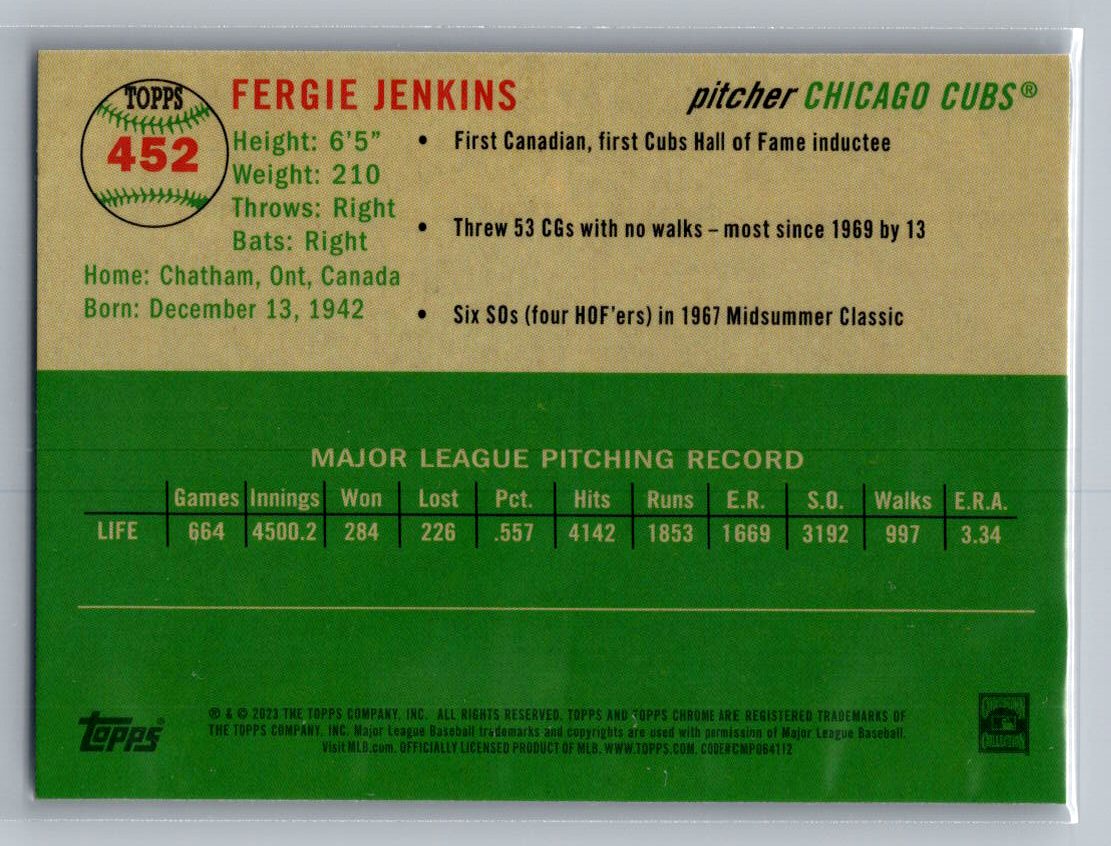 TOPPS
452
FERGIE JENKINS
pitcher CHICAGO CUBS®
Height: 6'5"
Weight: 210
Throws: Right
Bats: Right
Home: Chatham, Ont, Canada
Born: December 13, 1942
• First Canadian, first Cubs Hall of Fame inductee
• Threw 53 CGs with no walks – most since 1969 by 13
• Six SOs (four HOF'ers) in 1967 Midsummer Classic
MAJOR LEAGUE PITCHING RECORD
Games Innings Won Lost Pct. Hits Runs E.R. S.O. Walks E.R.A.
LIFE 664 4500.2 284 226 .557 4142 1853 1669 3192 997 3.34
Topps®
® & © 2023 THE TOPPS COMPANY, INC. ALL RIGHTS RESERVED. TOPPS AND TOPPS CHROME ARE REGISTERED TRADEMARKS OF
THE TOPPS COMPANY, INC. Major League Baseball trademarks and copyrights are used with permission of Major League Baseball.
Visit MLB.com. OFFICIALLY LICENSED PRODUCT OF MLB. WWW.TOPPS.COM. CODE#CMP064112